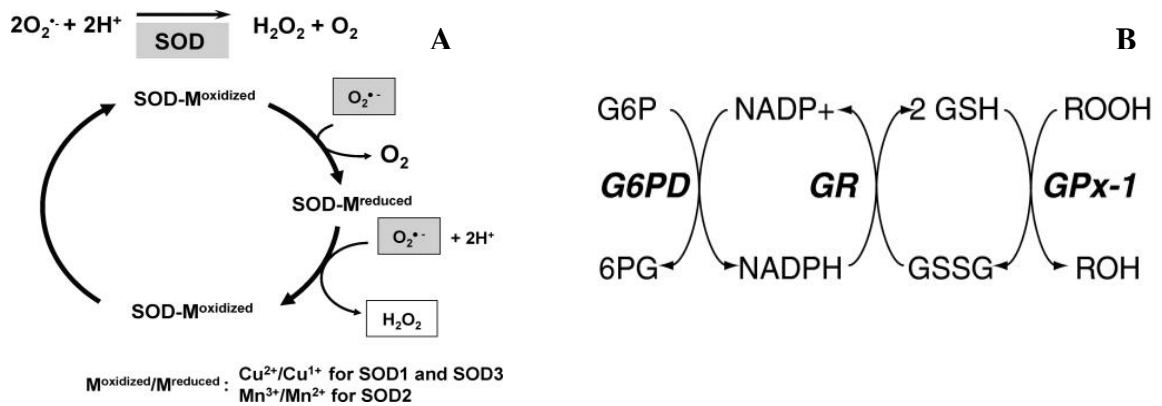 2O₂•- + 2H⁺ SOD H₂O₂ + O₂
A
SOD-Moxidized
O₂•-
O₂
SOD-Mreduced
O₂•- + 2H⁺
SOD-Moxidized
H₂O₂
Moxidized/Mreduced : Cu²⁺/Cu¹⁺ for SOD1 and SOD3
Mn³⁺/Mn²⁺ for SOD2
B
G6P NADP+ 2 GSH ROOH
G6PD GR GPx-1
6PG NADPH GSSG ROH